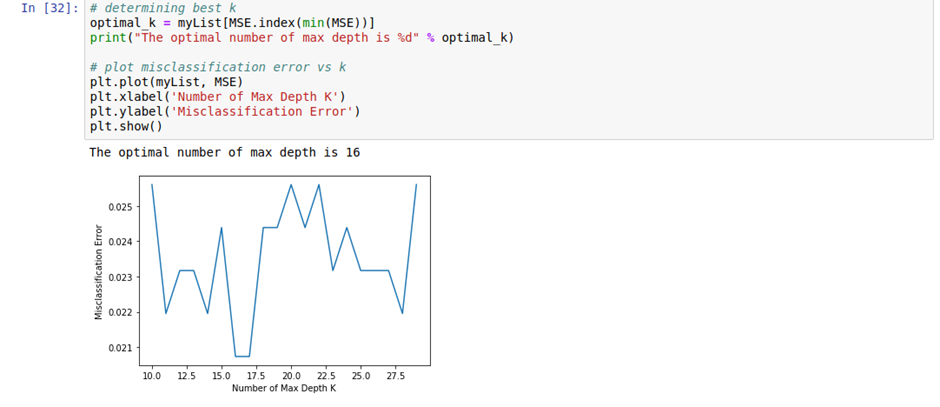 In [32]: # determining best k
optimal_k = myList[MSE.index(min(MSE))]
print("The optimal number of max depth is %d" % optimal_k)
# plot misclassification error vs k
plt.plot(myList, MSE)
plt.xlabel('Number of Max Depth K')
plt.ylabel('Misclassification Error')
plt.show()
The optimal number of max depth is 16
0.025
0.024
0.023
0.022
0.021
Misclassification Error
10.0 12.5 15.0 17.5 20.0 22.5 25.0 27.5
Number of Max Depth K